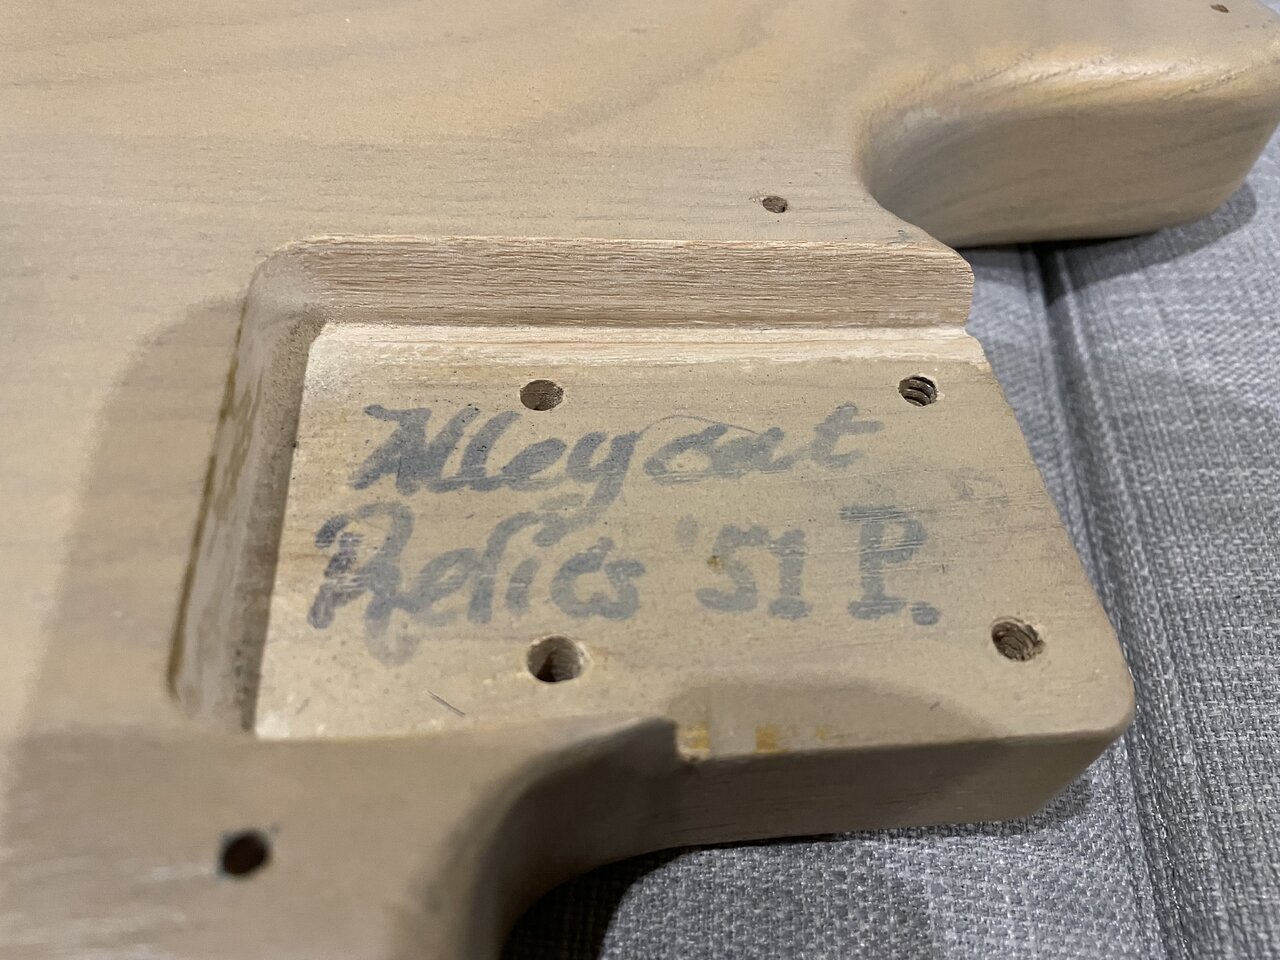 Alleycat
Relics '51 P.